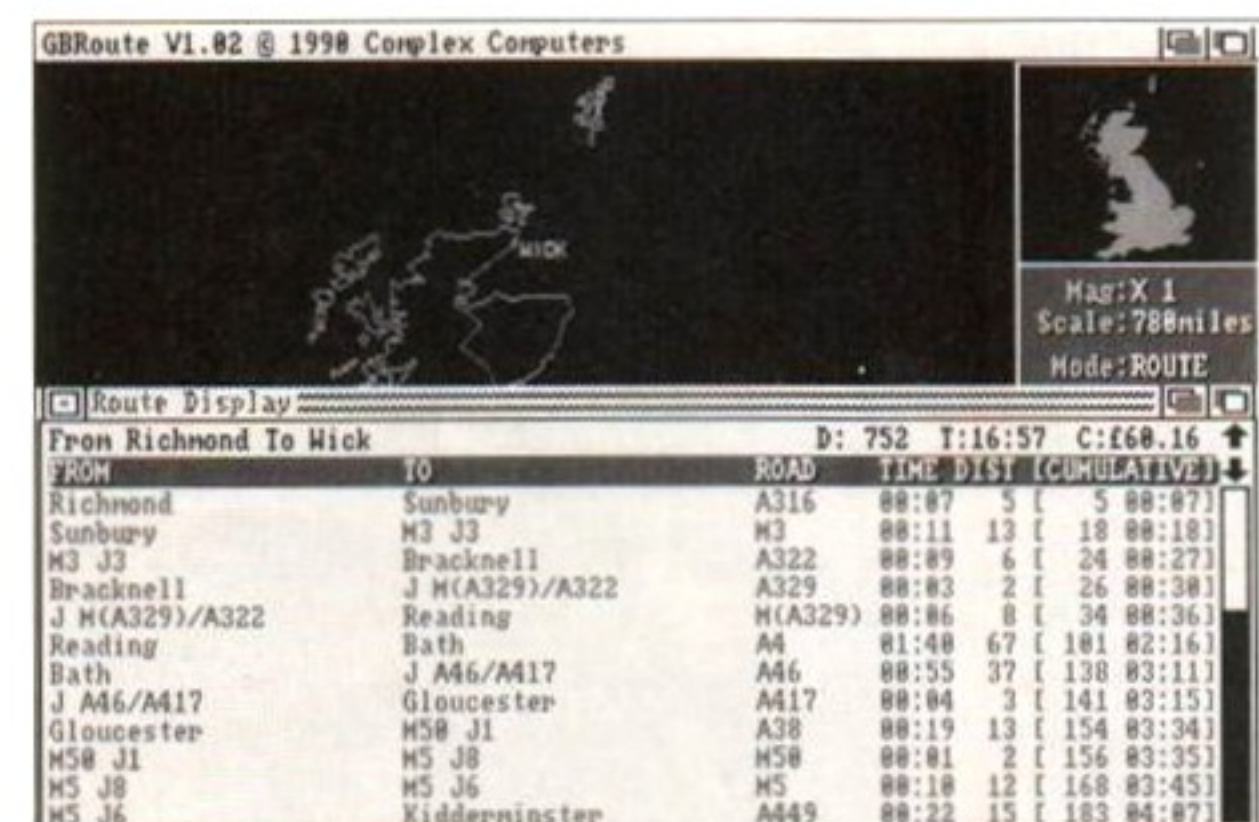 GBRoute V1.02 © 1990 Complex Computers
WICK
Mag:X 1
Scale:780miles
Mode:ROUTE
Route Display
From Richmond To Wick D: 752 T:16:57 C:£60.16
FROM TO ROAD TIME DIST [CUMULATIVE]
Richmond Sunbury A316 00:07 5 [ 5 00:07]
Sunbury M3 J3 M3 00:11 13 [ 18 00:18]
M3 J3 Bracknell A322 00:09 6 [ 24 00:27]
Bracknell J M(A329)/A322 A329 00:03 2 [ 26 00:30]
J M(A329)/A322 Reading M(A329) 00:06 8 [ 34 00:36]
Reading Bath A4 01:40 67 [ 101 02:16]
Bath J A46/A417 A46 00:55 37 [ 138 03:11]
J A46/A417 Gloucester A417 00:04 3 [ 141 03:15]
Gloucester M50 J1 A38 00:19 13 [ 154 03:34]
M50 J1 M5 J8 M50 00:01 2 [ 156 03:35]
M5 J8 M5 J6 M5 00:10 12 [ 168 03:45]
M5 J6 Kidderminster A449 00:22 15 [ 183 04:07]